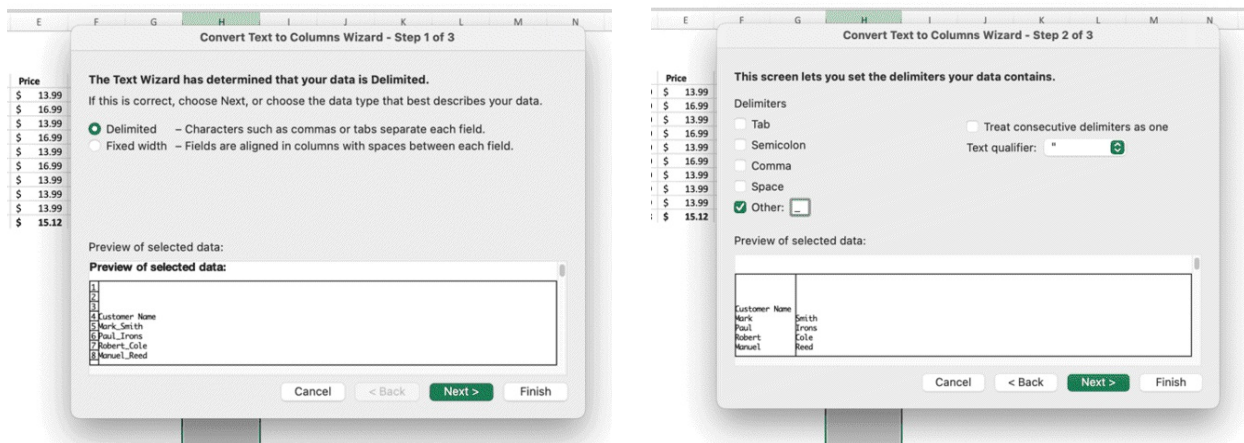 E F G H I J K L M N
Convert Text to Columns Wizard - Step 1 of 3
Price
$ 13.99
$ 16.99
$ 13.99
$ 16.99
$ 13.99
$ 16.99
$ 13.99
$ 13.99
$ 13.99
$ 15.12
The Text Wizard has determined that your data is Delimited.
If this is correct, choose Next, or choose the data type that best describes your data.
Delimited – Characters such as commas or tabs separate each field.
Fixed width – Fields are aligned in columns with spaces between each field.
Preview of selected data:
Preview of selected data:
1
2
3
4 Customer Name
5 Mark_Smith
6 Paul_Irons
7 Robert_Cole
8 Manuel_Reed
Cancel < Back Next > Finish
E F G H I J K L M N
Convert Text to Columns Wizard - Step 2 of 3
Price
$ 13.99
$ 16.99
$ 13.99
$ 16.99
$ 13.99
$ 16.99
$ 13.99
$ 13.99
$ 13.99
$ 15.12
This screen lets you set the delimiters your data contains.
Delimiters
Tab
Treat consecutive delimiters as one
Semicolon
Text qualifier: "
Comma
Space
Other: _
Preview of selected data:
Customer Name
Mark Smith
Paul Irons
Robert Cole
Manuel Reed
Cancel < Back Next > Finish